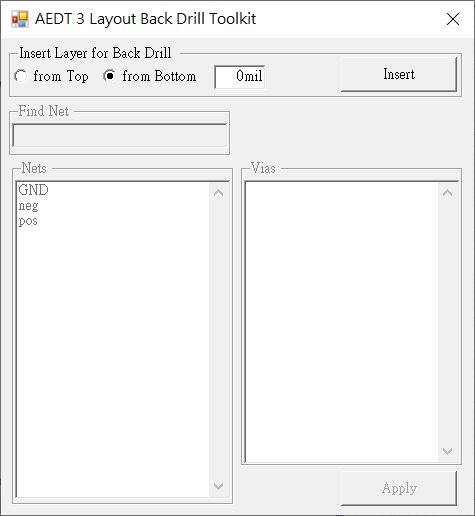 AEDT 3 Layout Back Drill Toolkit
Insert Layer for Back Drill
from Top from Bottom 0mil Insert
Find Net
Nets Vias
GND
neg
pos
Apply